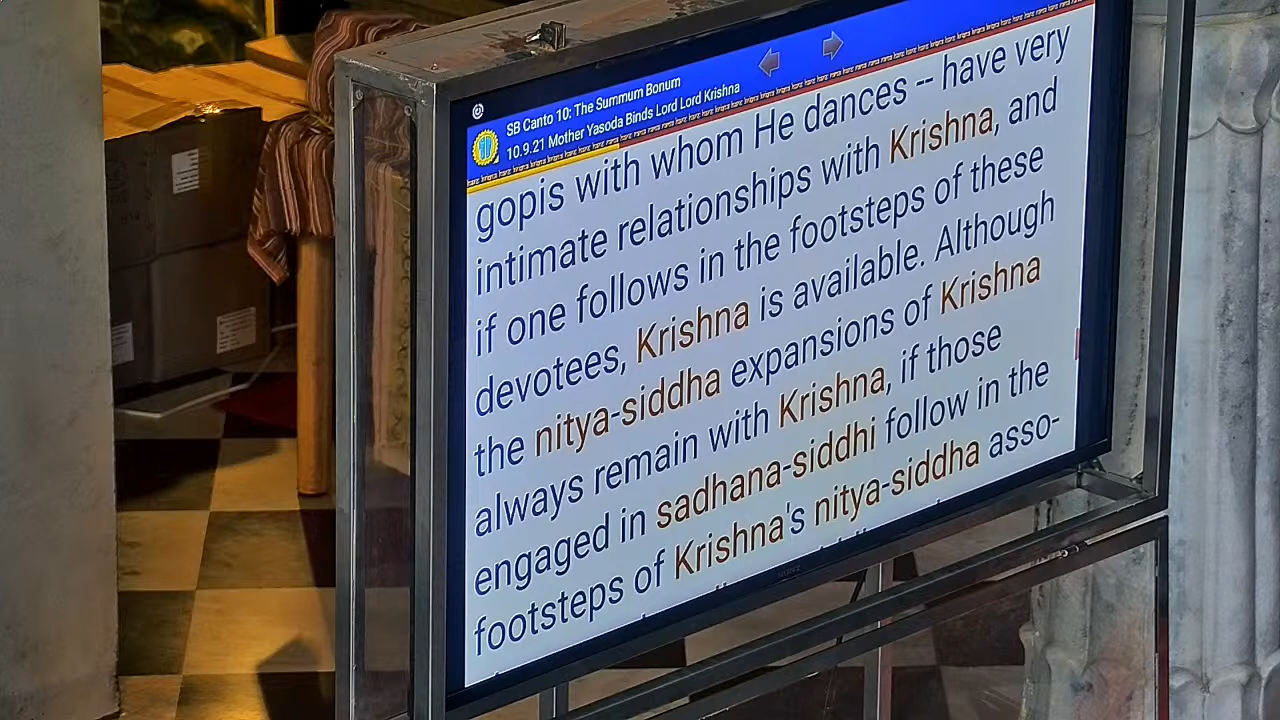 SB Canto 10: The Summum Bonum
10.9.21 Mother Yasoda Binds Lord Lord Krishna
gopis with whom He dances -- have very
intimate relationships with Krishna, and
if one follows in the footsteps of these
devotees, Krishna is available. Although
the nitya-siddha expansions of Krishna
always remain with Krishna, if those
engaged in sadhana-siddhi follow in the
footsteps of Krishna's nitya-siddha asso-